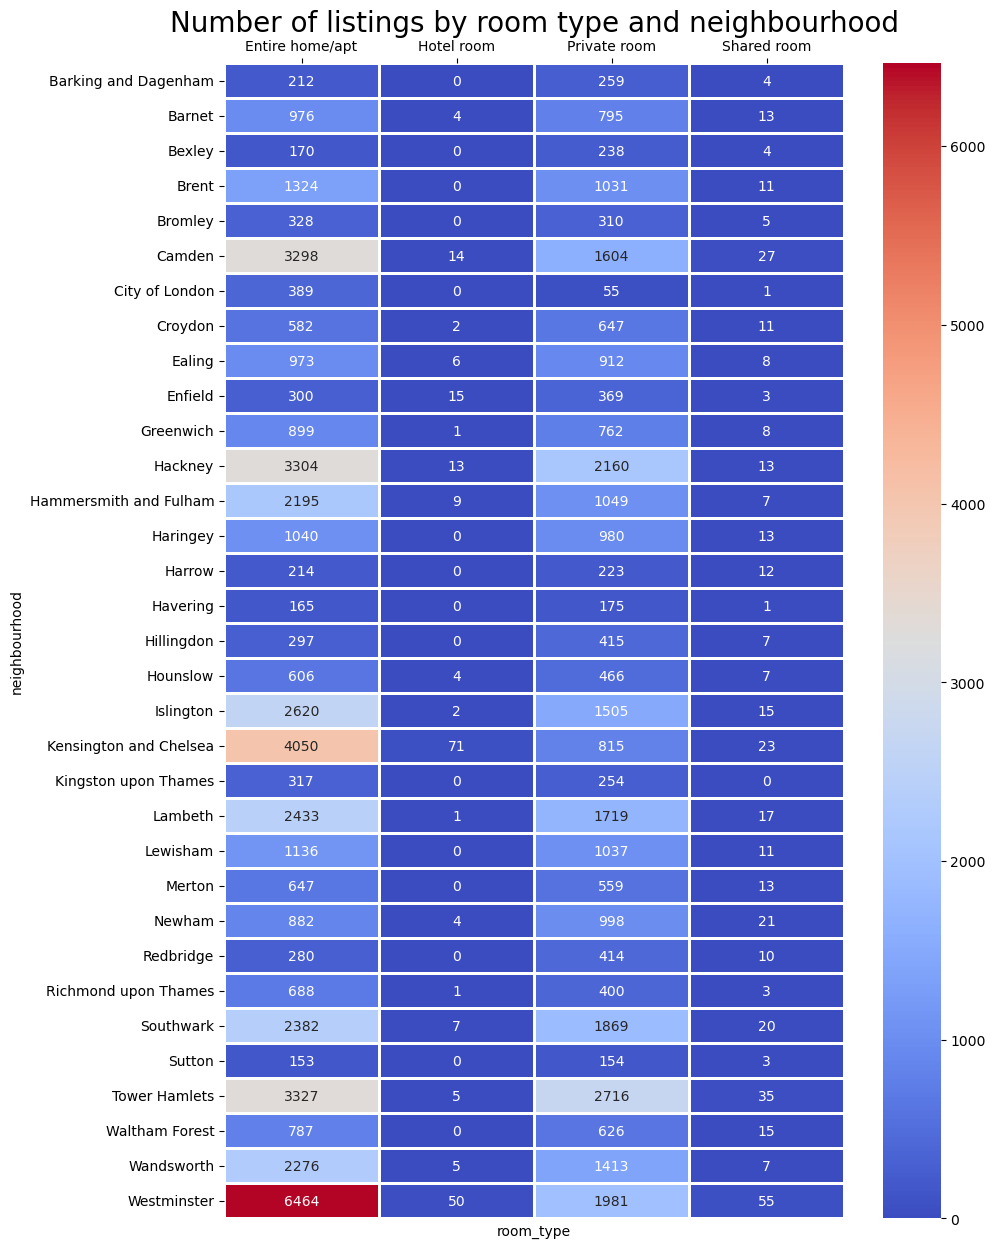 Number of listings by room type and neighbourhood
Entire home/apt Hotel room Private room Shared room
Barking and Dagenham 212 0 259 4
Barnet 976 4 795 13
Bexley 170 0 238 4
Brent 1324 0 1031 11
Bromley 328 0 310 5
Camden 3298 14 1604 27
City of London 389 0 55 1
Croydon 582 2 647 11
Ealing 973 6 912 8
Enfield 300 15 369 3
Greenwich 899 1 762 8
Hackney 3304 13 2160 13
Hammersmith and Fulham 2195 9 1049 7
Haringey 1040 0 980 13
Harrow 214 0 223 12
Havering 165 0 175 1
Hillingdon 297 0 415 7
Hounslow 606 4 466 7
Islington 2620 2 1505 15
Kensington and Chelsea 4050 71 815 23
Kingston upon Thames 317 0 254 0
Lambeth 2433 1 1719 17
Lewisham 1136 0 1037 11
Merton 647 0 559 13
Newham 882 4 998 21
Redbridge 280 0 414 10
Richmond upon Thames 688 1 400 3
Southwark 2382 7 1869 20
Sutton 153 0 154 3
Tower Hamlets 3327 5 2716 35
Waltham Forest 787 0 626 15
Wandsworth 2276 5 1413 7
Westminster 6464 50 1981 55
neighbourhood
room_type
6000
5000
4000
3000
2000
1000
0